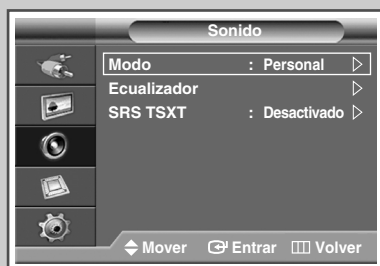 Sonido
Modo : Personal
Ecualizador
SRS TSXT : Desactivado
Mover Entrar Volver